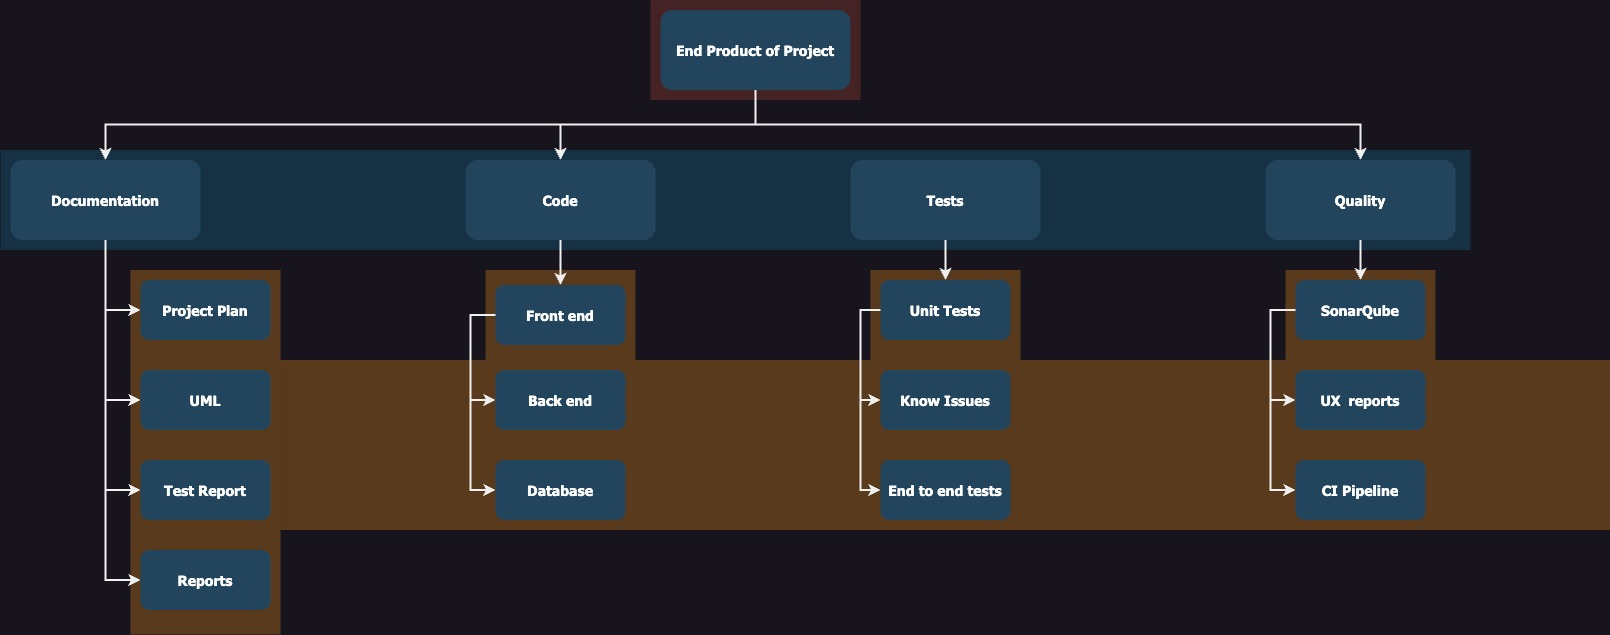 End Product of Project
Documentation
Code
Tests
Quality
Project Plan
Front end
Unit Tests
SonarQube
UML
Back end
Know Issues
UX reports
Test Report
Database
End to end tests
CI Pipeline
Reports